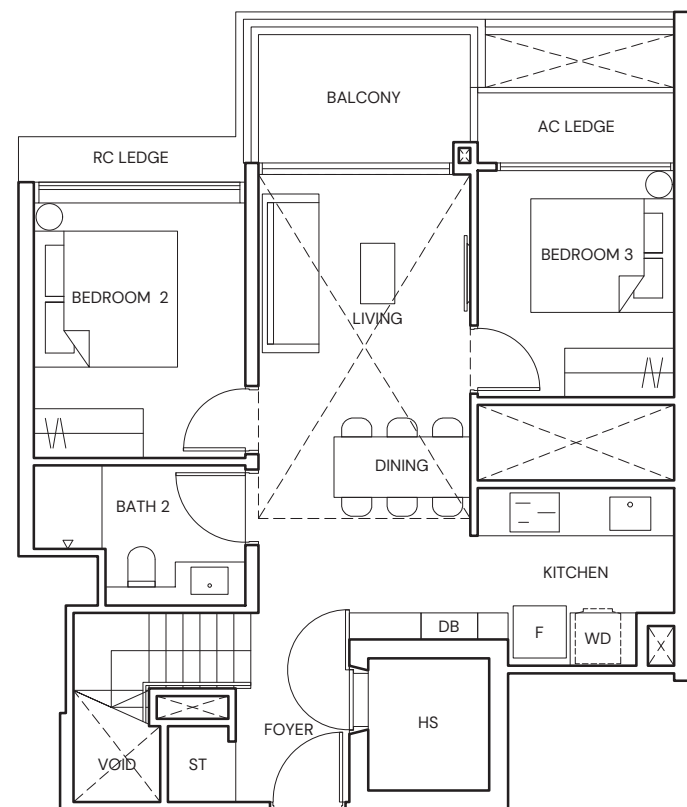 BALCONY
AC LEDGE
RC LEDGE
BEDROOM 3
BEDROOM 2
LIVING
DINING
BATH 2
KITCHEN
DB
F
WD
X
FOYER
HS
VOID
ST